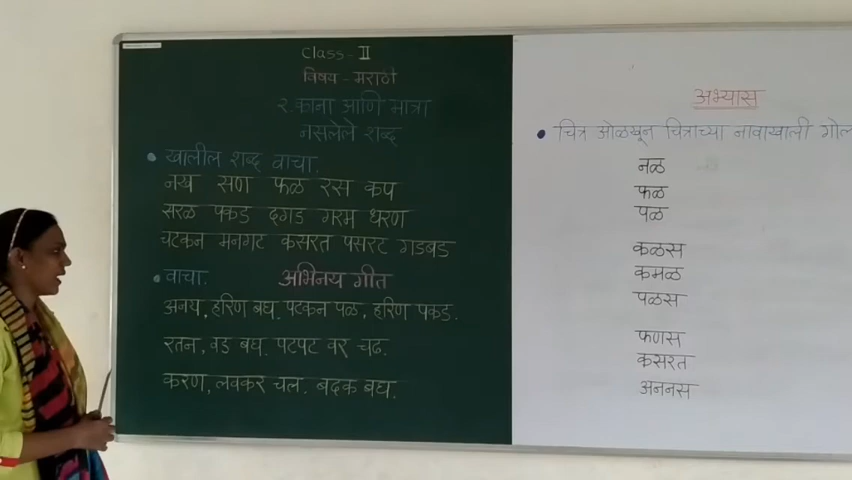 Class - II
विषय - मराठी
२. काना आणि मात्रा
नसलेले शब्द
• खालील शब्द वाचा.
नख सण फळ रस कप
सरळ पकड दगड गरम धरण
चटकन मनगट कसरत पसरट गडबड
• वाचा. अभिनय गीत
अजय, हरिण बघ. पटकन पळ, हरिण पकड.
रतन, वड बघ. पटपट वर चढ.
करण, लवकर चल. बदक बघ.
अभ्यास
• चित्र ओळखून चित्राच्या नावाखाली गोल
नळ
फळ
पळ
कळस
कमळ
पळस
फणस
कसरत
अननस